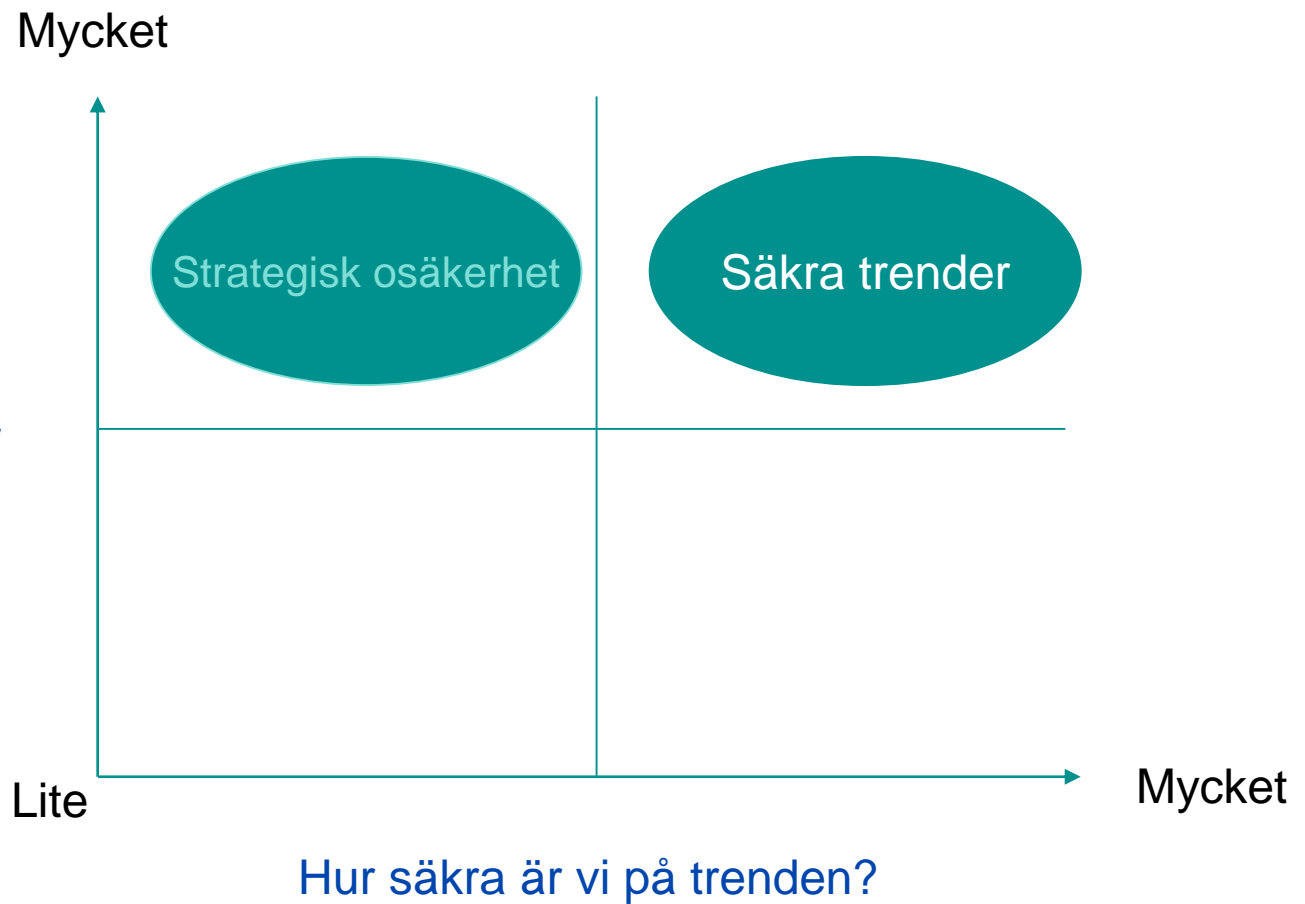 Mycket
Strategisk osäkerhet
Säkra trender
Lite
Mycket
Hur säkra är vi på trenden?